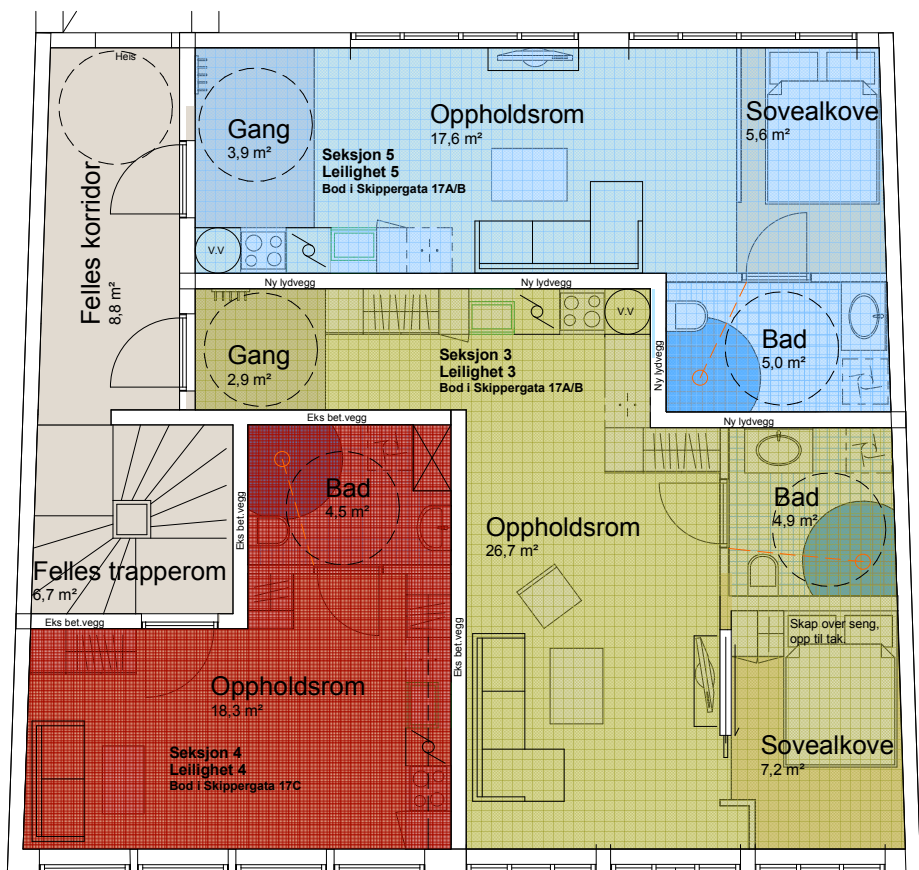 Heis
Gang
3,9 m²
Oppholdsrom
17,6 m²
Sovealkove
5,6 m²
Seksjon 5
Leilighet 5
Bod i Skippergata 17A/B
Felles korridor
8,8 m²
V.V
Ny lydvegg
Ny lydvegg
V.V
Gang
2,9 m²
Seksjon 3
Leilighet 3
Bod i Skippergata 17A/B
Ny lydvegg
Bad
5,0 m²
Eks bet.vegg
Ny lydvegg
Bad
4,5 m²
Eks bet.vegg
Oppholdsrom
26,7 m²
Bad
4,9 m²
Felles trapperom
6,7 m²
Eks bet.vegg
Skap over seng,
opp til tak.
Eks bet.vegg
Oppholdsrom
18,3 m²
Seksjon 4
Leilighet 4
Bod i Skippergata 17C
Sovealkove
7,2 m²